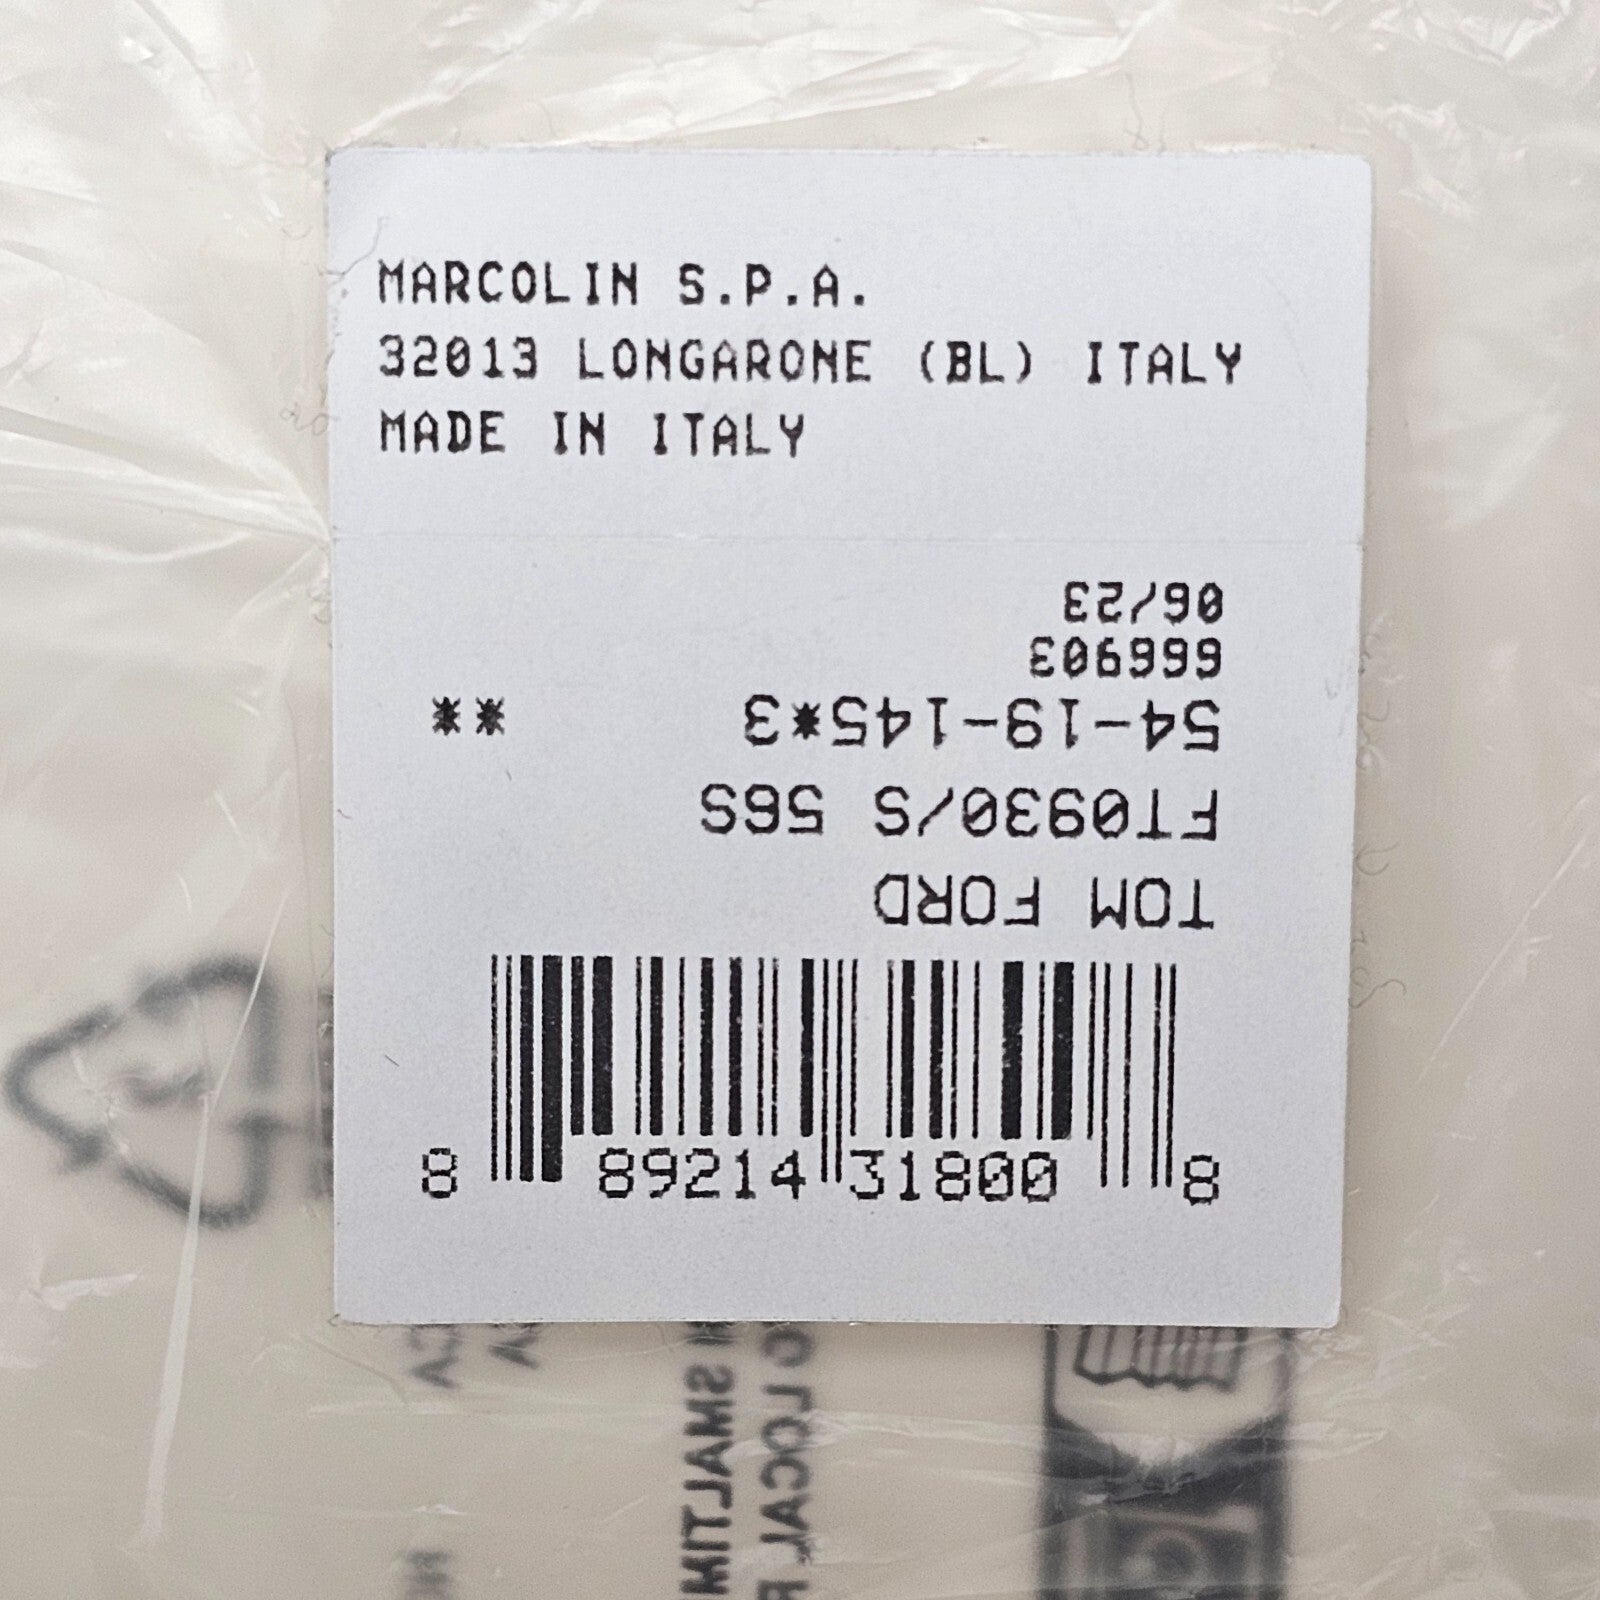 MARCOLIN S.P.A.
32013 LONGARONE (BL) ITALY
MADE IN ITALY
TOM FORD
FT0930/S 56S
54-19-145*3 **
666903
06/23
8 89214 31800 8
LOCAL